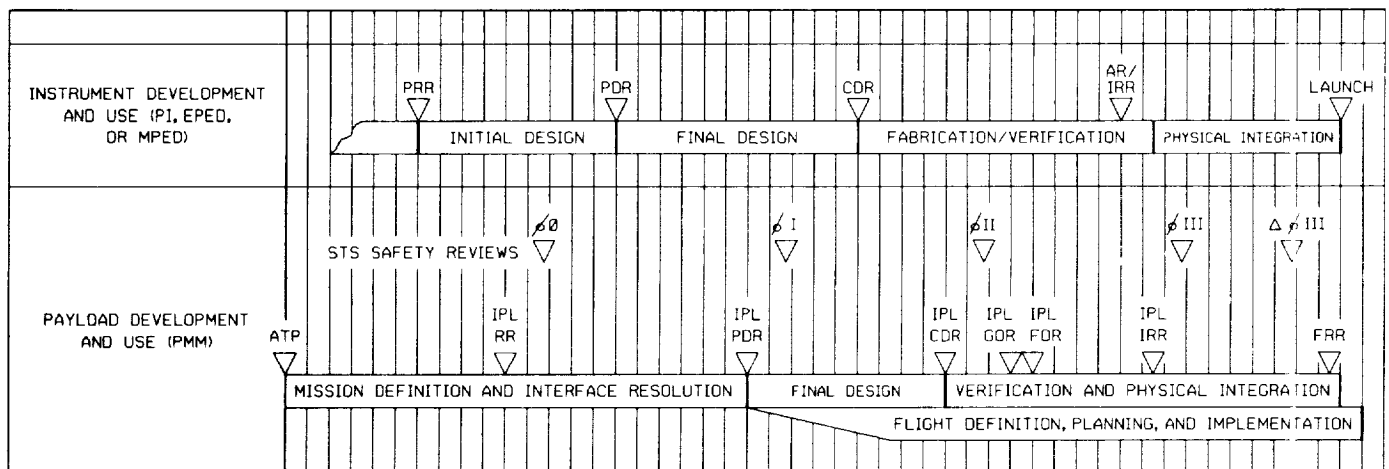 INSTRUMENT DEVELOPMENT
AND USE (PI, EPED,
OR MPED)
PRR
PDR
CDR
AR/
IRR
LAUNCH
INITIAL DESIGN
FINAL DESIGN
FABRICATION/VERIFICATION
PHYSICAL INTEGRATION
STS SAFETY REVIEWS
φ0
φI
φII
φIII
Δ φIII
PAYLOAD DEVELOPMENT
AND USE (PMM)
ATP
IPL
RR
IPL
PDR
IPL
CDR
IPL
GOR
IPL
FOR
IPL
IRR
FRR
MISSION DEFINITION AND INTERFACE RESOLUTION
FINAL DESIGN
VERIFICATION AND PHYSICAL INTEGRATION
FLIGHT DEFINITION, PLANNING, AND IMPLEMENTATION